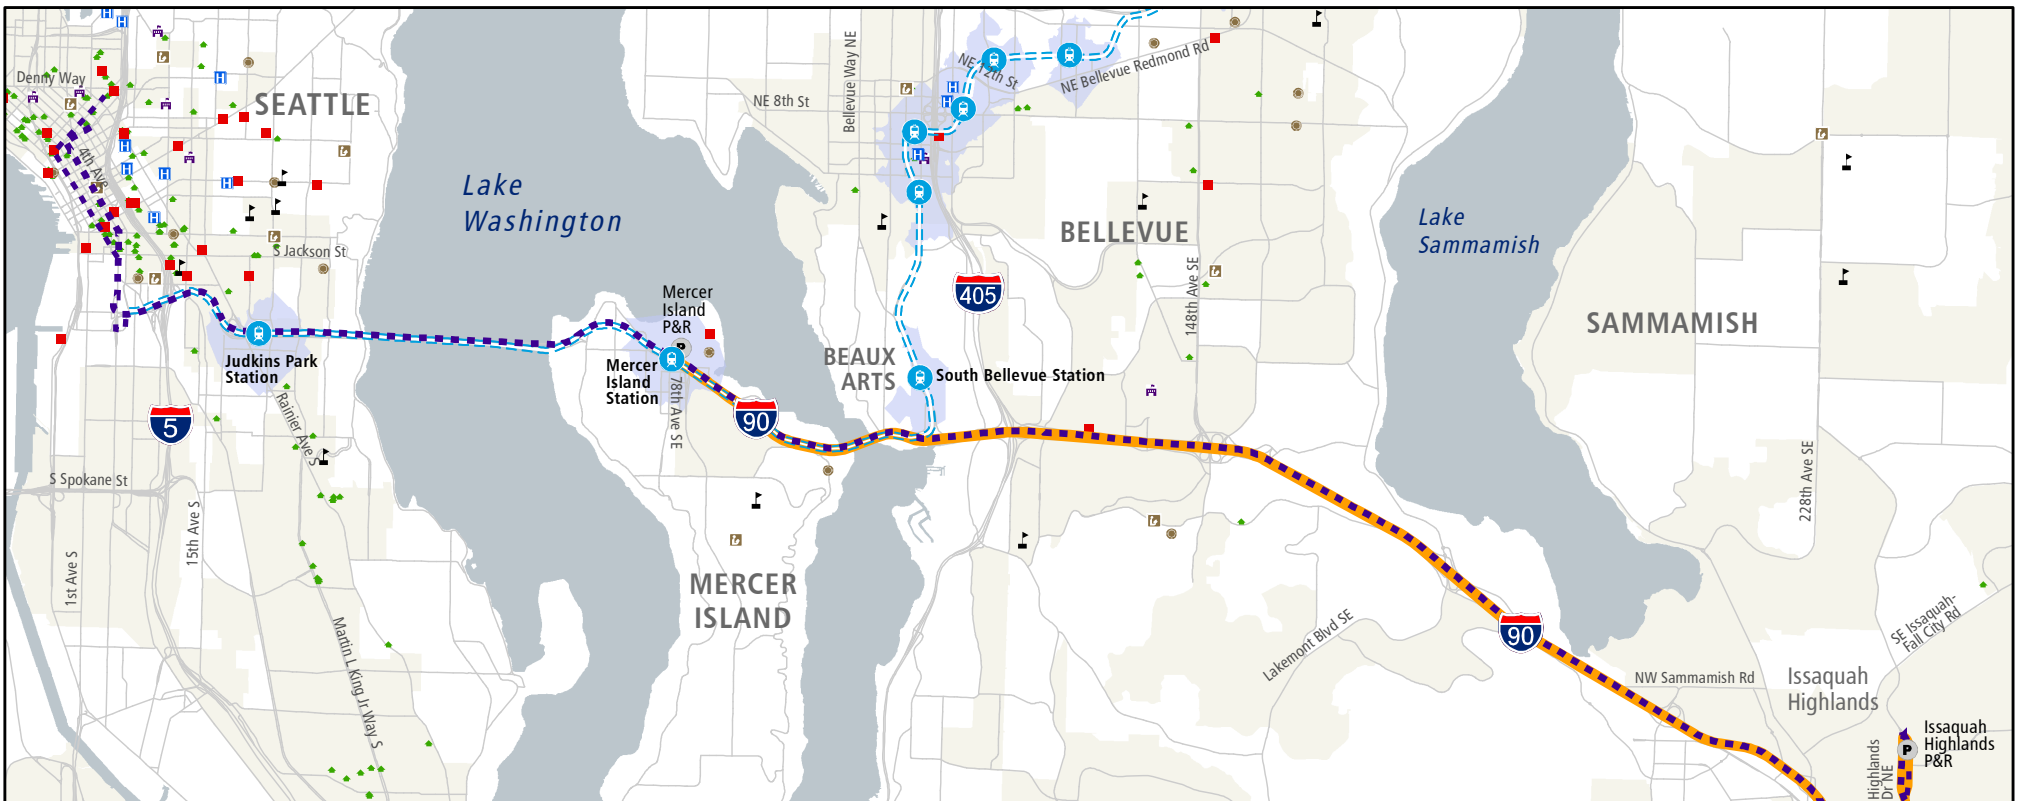 Denny Way
SEATTLE
4th Ave
S Jackson St
Judkins Park
Station
5
Rainier Ave S
S Spokane St
15th Ave S
1st Ave S
Martin L King Jr Way S
Lake
Washington
Mercer
Island
P&R
P
Mercer
Island
Station
78th Ave SE
90
MERCER
ISLAND
Bellevue Way NE
NE 8th St
NE 12th St
NE Bellevue Redmond Rd
BELLEVUE
405
148th Ave SE
BEAUX
ARTS
South Bellevue Station
Lake
Sammamish
SAMMAMISH
228th Ave SE
Lakemont Blvd SE
90
NW Sammamish Rd
SE Issaquah-
Fall City Rd
Issaquah
Highlands
Issaquah
Highlands
P&R
P
Highlands
Dr NE
H
H
H
H
H
H
H
H
H
H
H